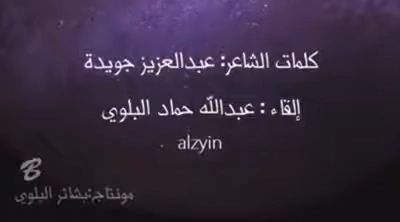 كلمات الشاعر: عبدالعزيز جويدة
إلقاء : عبدالله حماد البلوي
alzyin
B
مونتاج:بشائر البلوي